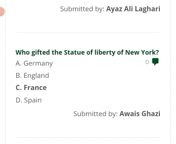 Submitted by: Ayaz Ali Laghari
Who gifted the Statue of liberty of New York?
A. Germany
0
B. England
C. France
D. Spain
Submitted by: Awais Ghazi